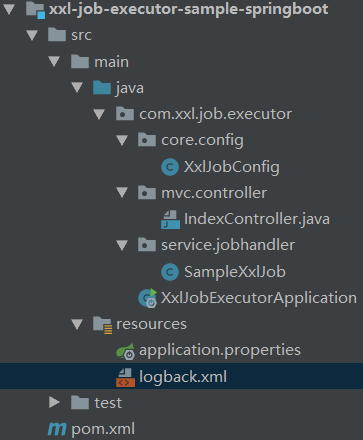 xxl-job-executor-sample-springboot
src
main
java
com.xxl.job.executor
core.config
XxlJobConfig
mvc.controller
IndexController.java
service.jobhandler
SampleXxlJob
XxlJobExecutorApplication
resources
application.properties
logback.xml
test
pom.xml